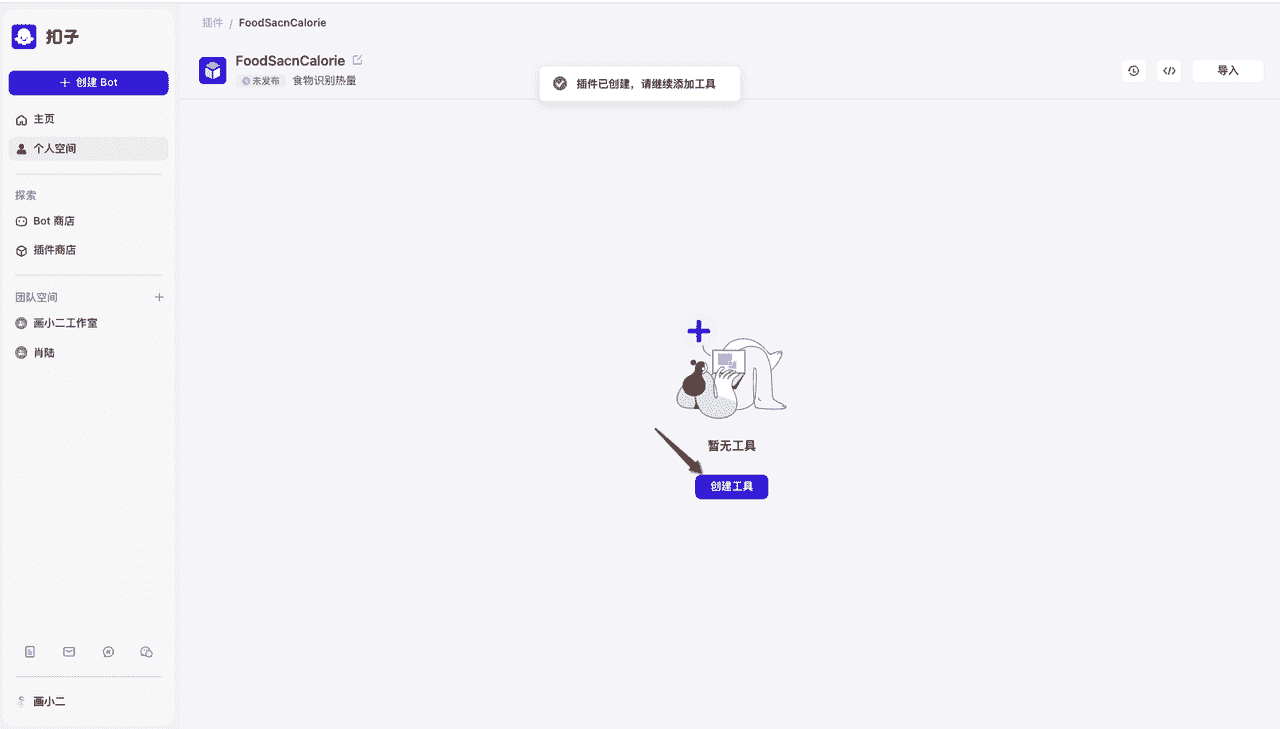 扣子
插件 / FoodSacnCalorie
FoodSacnCalorie
未发布 食物识别热量
插件已创建，请继续添加工具
导入
+ 创建 Bot
主页
个人空间
探索
Bot 商店
插件商店
团队空间
画小二工作室
肖陆
暂无工具
创建工具
画小二